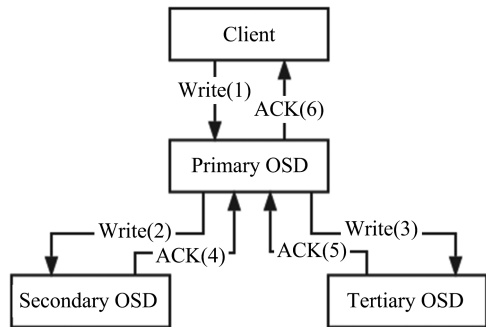 Client
Write(1)
ACK(6)
Primary OSD
Write(2)
Write(3)
ACK(4)
ACK(5)
Secondary OSD
Tertiary OSD